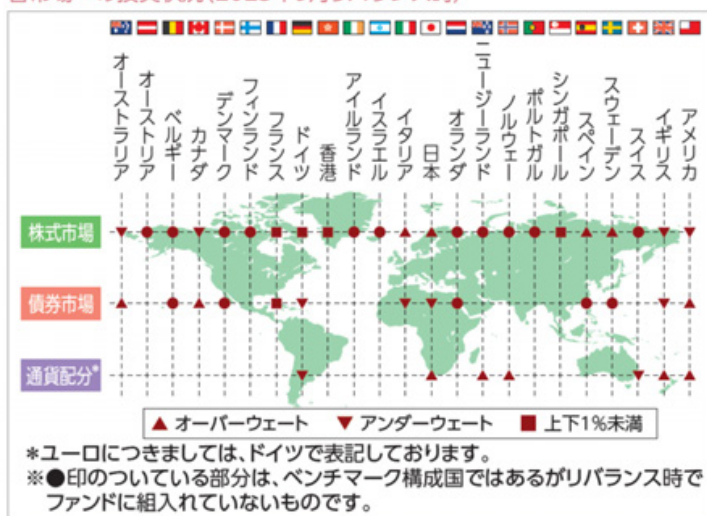 オーストラリア
オーストリア
ベルギー
カナダ
デンマーク
フィンランド
フランス
ドイツ
香港
アイルランド
イスラエル
イタリア
日本
オランダ
ニュージーランド
ノルウェー
ポルトガル
シンガポール
スペイン
スウェーデン
スイス
イギリス
アメリカ
株式市場
債券市場
通貨配分*
▲ オーバーウェート ▼ アンダーウェート ■ 上下1%未満
*ユーロにつきましては、ドイツで表記しております。
※●印のついている部分は、ベンチマーク構成国ではあるがリバランス時で
ファンドに組入れていないものです。